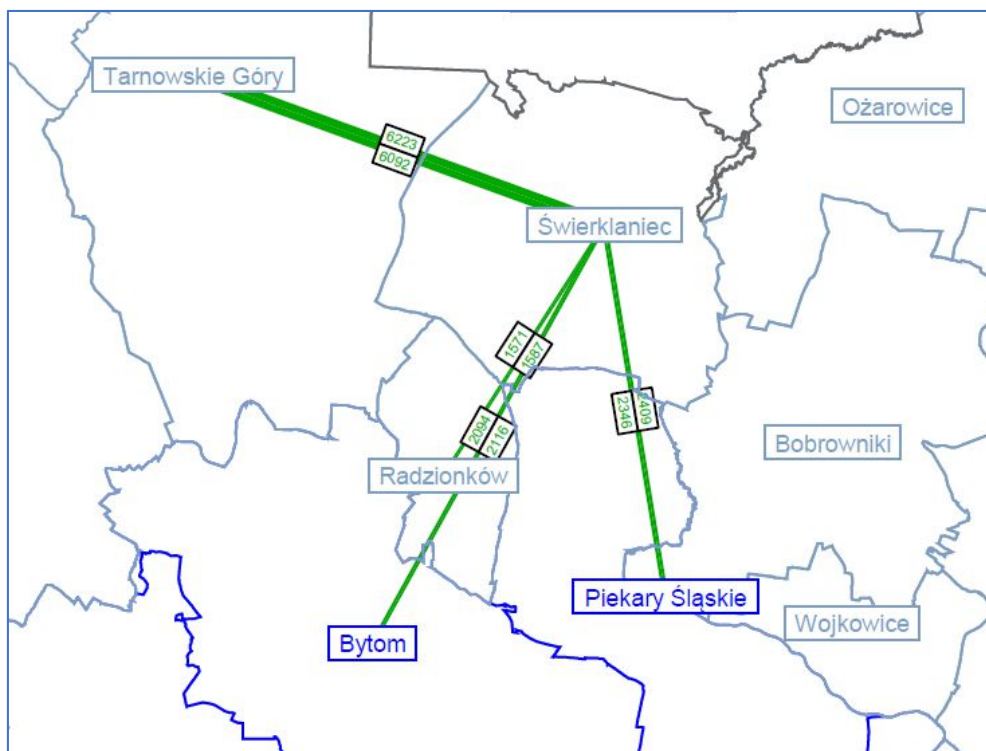 Tarnowskie Góry
Ożarowice
6223
6092
Świerklaniec
1571
1587
2346
2409
2094
2116
Bobrowniki
Radzionków
Piekary Śląskie
Wojkowice
Bytom